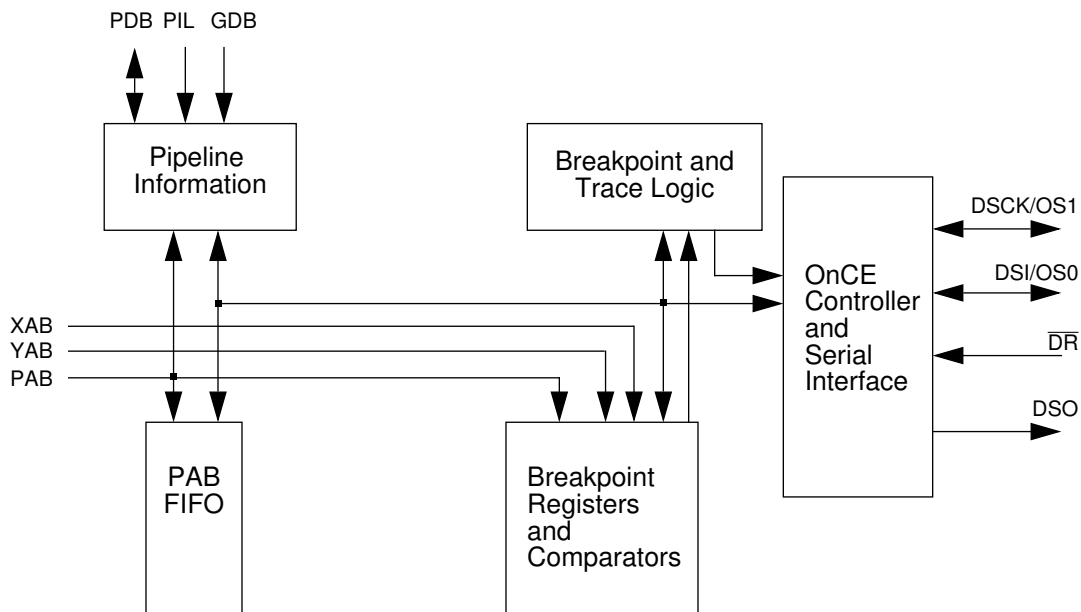 PDB PIL GDB
Pipeline
Information
Breakpoint and
Trace Logic
DSCK/OS1
DSI/OS0
DR
DSO
OnCE
Controller
and
Serial
Interface
XAB
YAB
PAB
PAB
FIFO
Breakpoint
Registers
and
Comparators